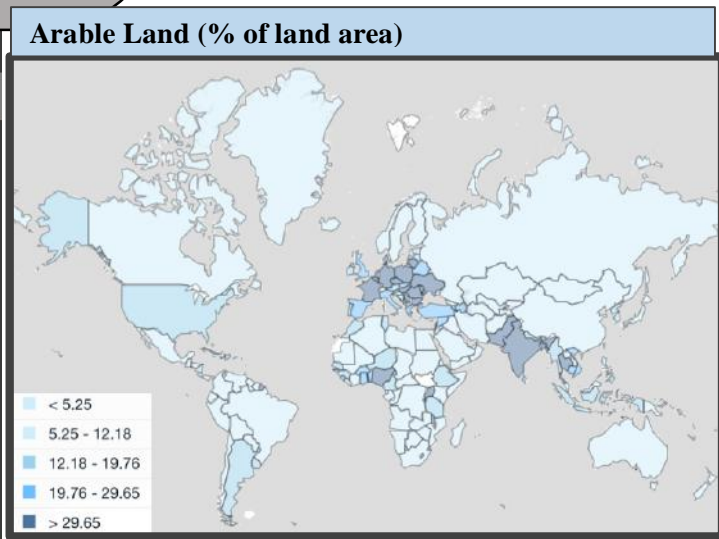 Arable Land (% of land area)
< 5.25
5.25 - 12.18
12.18 - 19.76
19.76 - 29.65
> 29.65